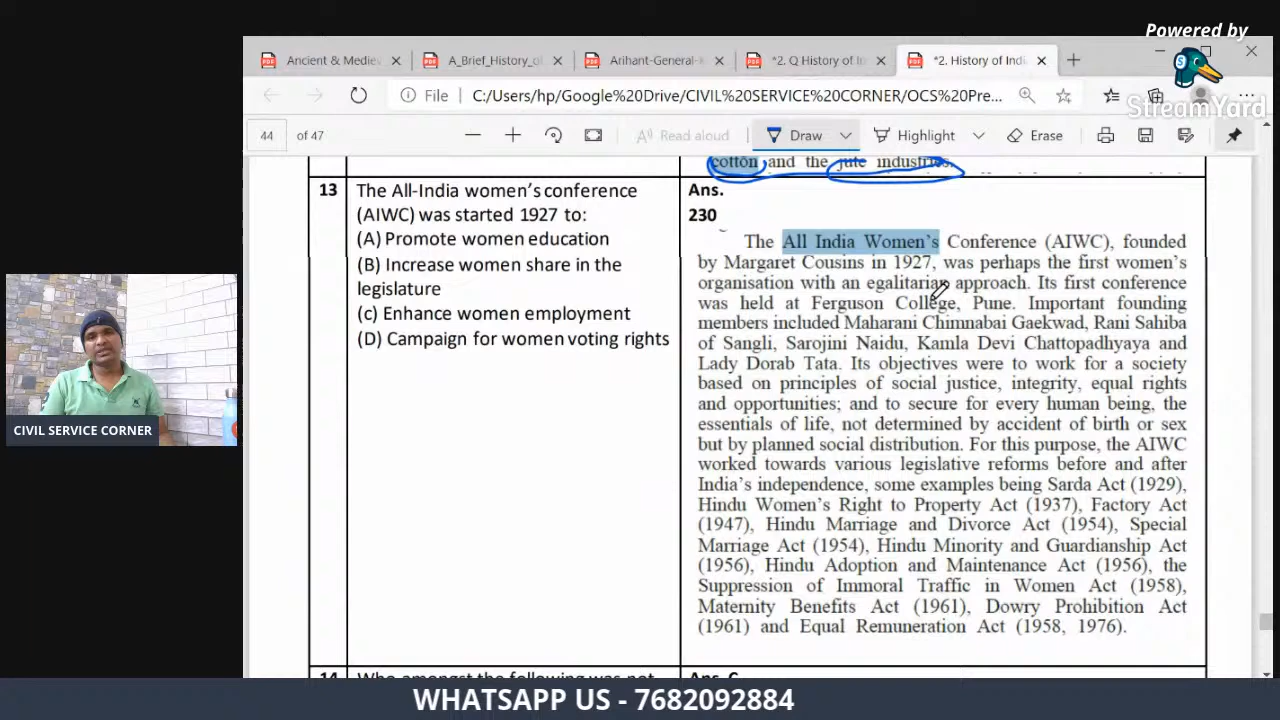 Powered by
StreamYard
Ancient & Medie
A_Brief_History_o
Arihant-General-
*2. Q History of In
*2. History of Indi
File
C:/Users/hp/Google%20Drive/CIVIL%20SERVICE%20CORNER/OCS%20Pre...
44 of 47
Read aloud
Draw
Highlight
Erase
cotton and the jute industries.
13
The All-India women's conference
(AIWC) was started 1927 to:
(A) Promote women education
(B) Increase women share in the
legislature
(c) Enhance women employment
(D) Campaign for women voting rights
Ans.
230
The All India Women's Conference (AIWC), founded
by Margaret Cousins in 1927, was perhaps the first women's
organisation with an egalitarian approach. Its first conference
was held at Ferguson College, Pune. Important founding
members included Maharani Chimnabai Gaekwad, Rani Sahiba
of Sangli, Sarojini Naidu, Kamla Devi Chattopadhyaya and
Lady Dorab Tata. Its objectives were to work for a society
based on principles of social justice, integrity, equal rights
and opportunities; and to secure for every human being, the
essentials of life, not determined by accident of birth or sex
but by planned social distribution. For this purpose, the AIWC
worked towards various legislative reforms before and after
India's independence, some examples being Sarda Act (1929),
Hindu Women's Right to Property Act (1937), Factory Act
(1947), Hindu Marriage and Divorce Act (1954), Special
Marriage Act (1954), Hindu Minority and Guardianship Act
(1956), Hindu Adoption and Maintenance Act (1956), the
Suppression of Immoral Traffic in Women Act (1958),
Maternity Benefits Act (1961), Dowry Prohibition Act
(1961) and Equal Remuneration Act (1958, 1976).
14
Who amongst the following was not
Ans. C
CIVIL SERVICE CORNER
WHATSAPP US - 7682092884